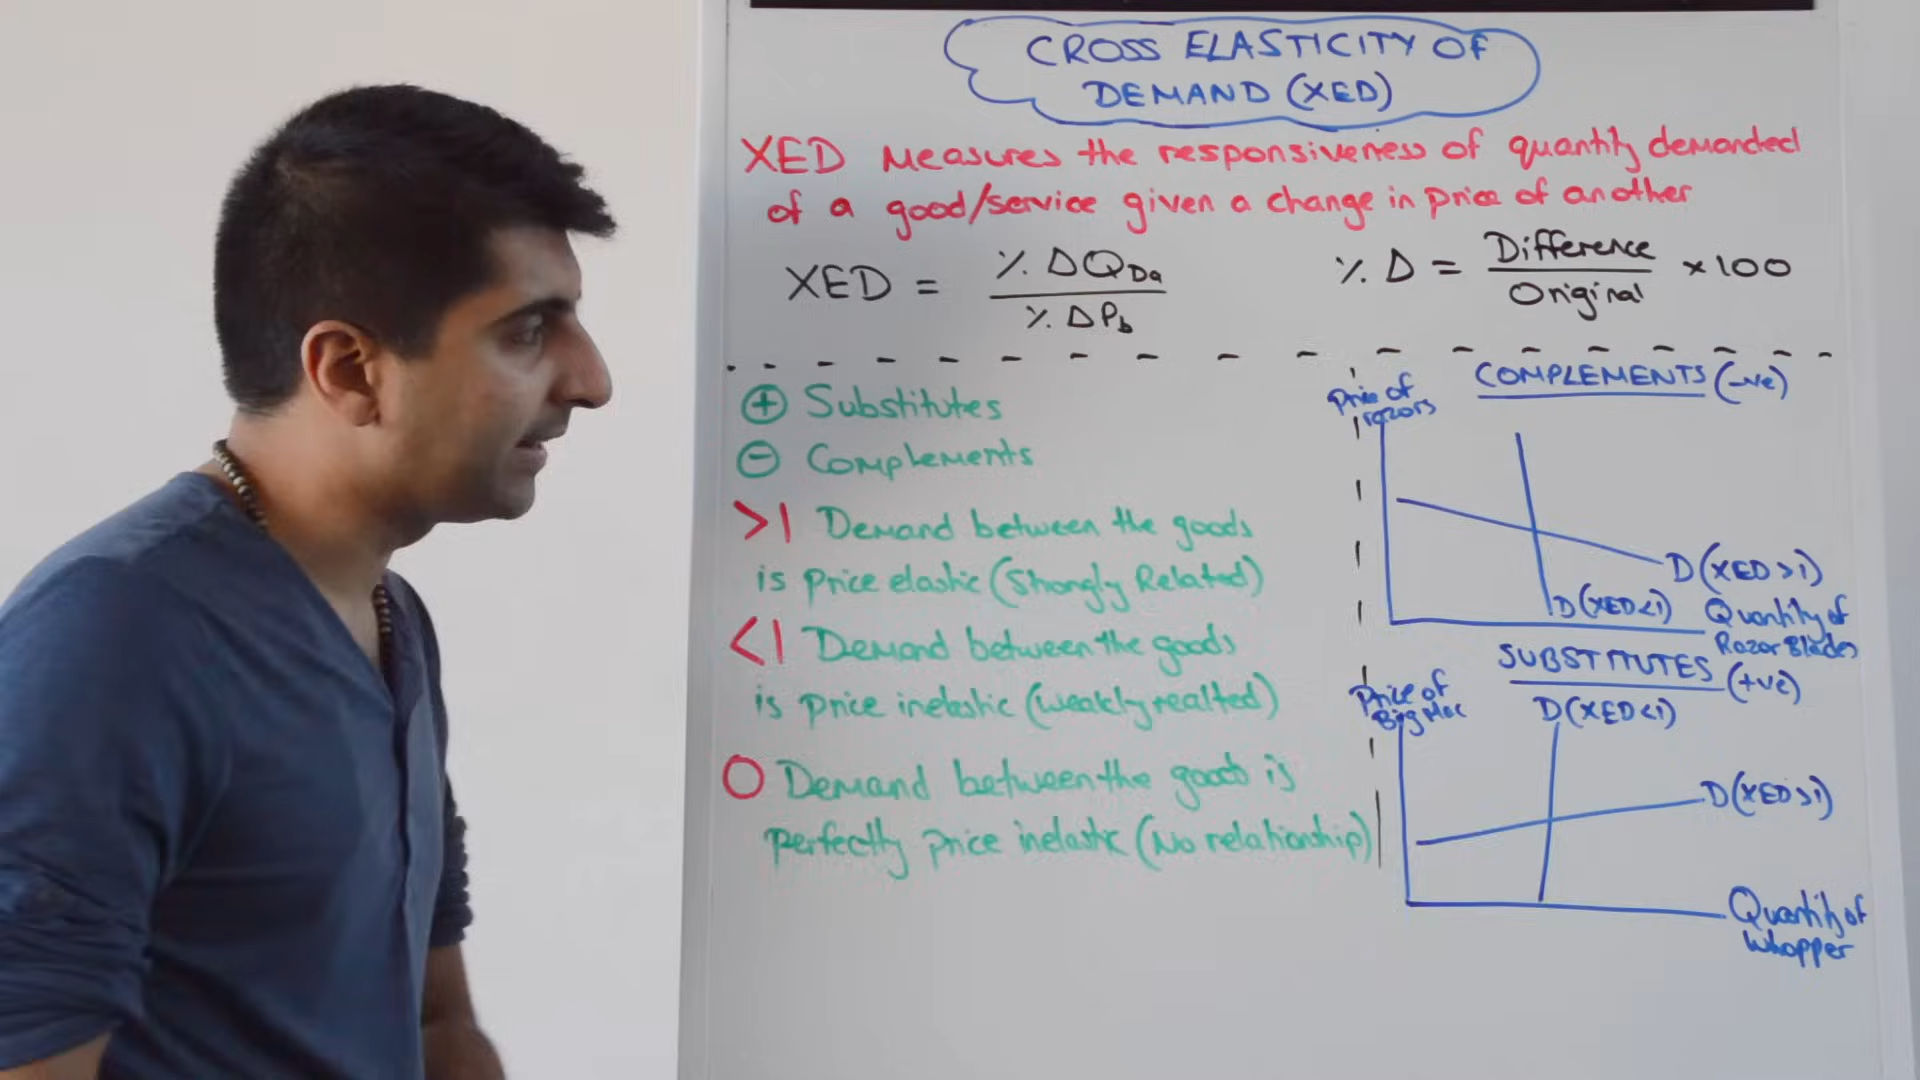 CROSS ELASTICITY OF
DEMAND (XED)
XED Measures the responsiveness of quantity demanded
of a good/service given a change in price of another
XED = % ΔQDa / % ΔPb
% Δ = Difference / Original × 100
+ Substitutes
- Complements
>1 Demand between the goods
is price elastic (Strongly Related)
<1 Demand between the goods
is price inelastic (weakly realted)
0 Demand between the goods is
perfectly price inelastic (No relationship)
COMPLEMENTS (-ve)
Price of
razors
D (XED >1)
D (XED<1)
Quantity of
Razor Blades
SUBSTITUTES (+ve)
Price of
Big Mac
D (XED<1)
D (XED>1)
Quantity of
Whopper